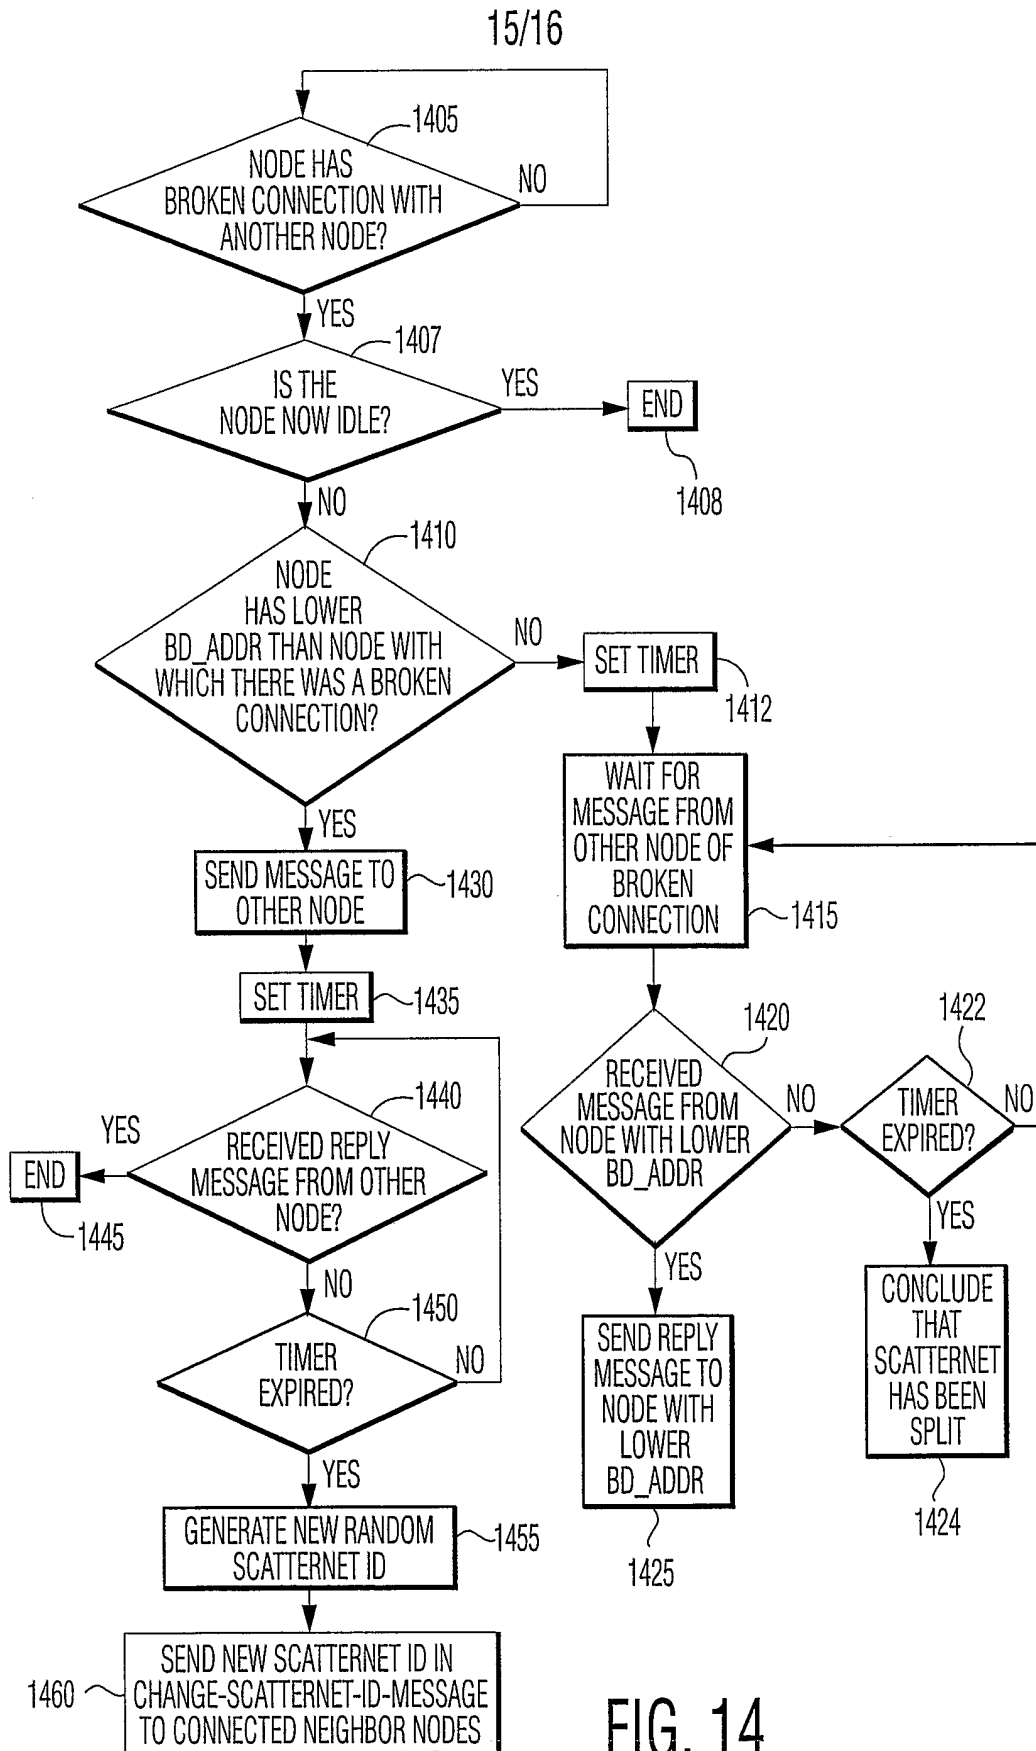 15/16
1405
NODE HAS
BROKEN CONNECTION WITH
ANOTHER NODE?
NO
YES
1407
IS THE
NODE NOW IDLE?
YES
END
1408
NO
1410
NODE
HAS LOWER
BD_ADDR THAN NODE WITH
WHICH THERE WAS A BROKEN
CONNECTION?
NO
SET TIMER
1412
WAIT FOR
MESSAGE FROM
OTHER NODE OF
BROKEN
CONNECTION
1415
YES
SEND MESSAGE TO
OTHER NODE
1430
SET TIMER
1435
1440
RECEIVED REPLY
MESSAGE FROM OTHER
NODE?
YES
END
1445
NO
1450
TIMER
EXPIRED?
NO
YES
GENERATE NEW RANDOM
SCATTERNET ID
1455
SEND NEW SCATTERNET ID IN
CHANGE-SCATTERNET-ID-MESSAGE
TO CONNECTED NEIGHBOR NODES
1460
1420
RECEIVED
MESSAGE FROM
NODE WITH LOWER
BD_ADDR
NO
1422
TIMER
EXPIRED?
NO
YES
CONCLUDE
THAT
SCATTERNET
HAS BEEN
SPLIT
1424
YES
SEND REPLY
MESSAGE TO
NODE WITH
LOWER
BD_ADDR
1425
FIG. 14